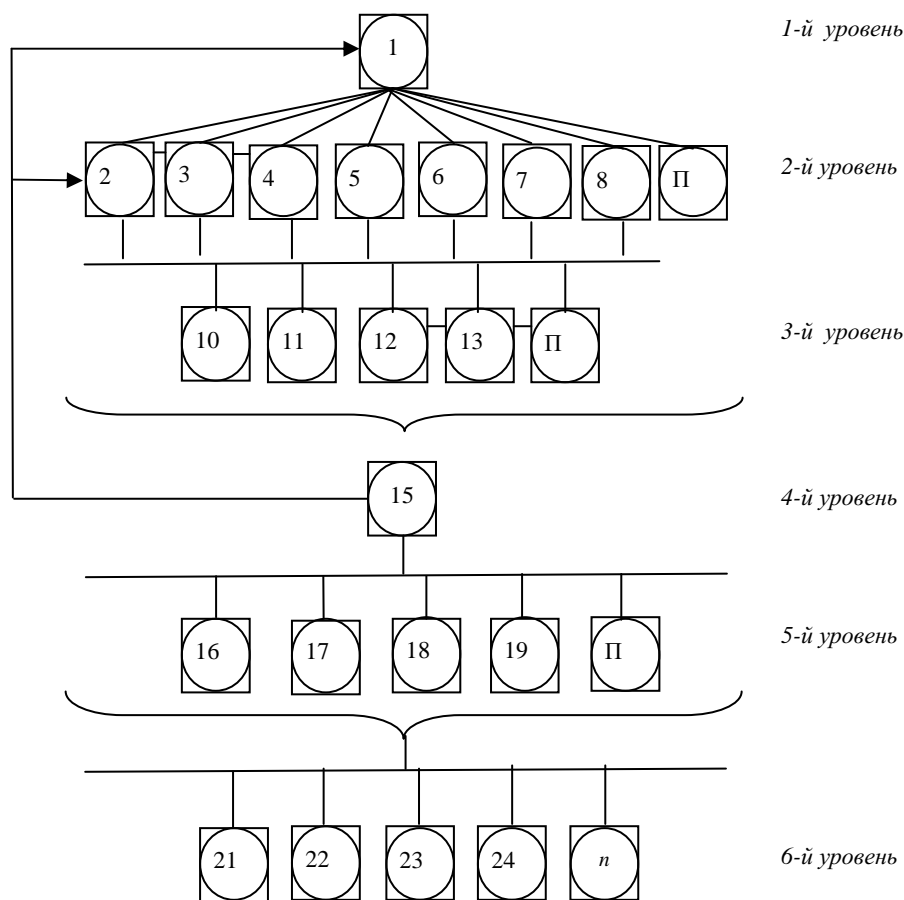 1-й уровень
1
2-й уровень
2 3 4 5 6 7 8 П
3-й уровень
10 11 12 13 П
4-й уровень
15
5-й уровень
16 17 18 19 П
6-й уровень
21 22 23 24 n